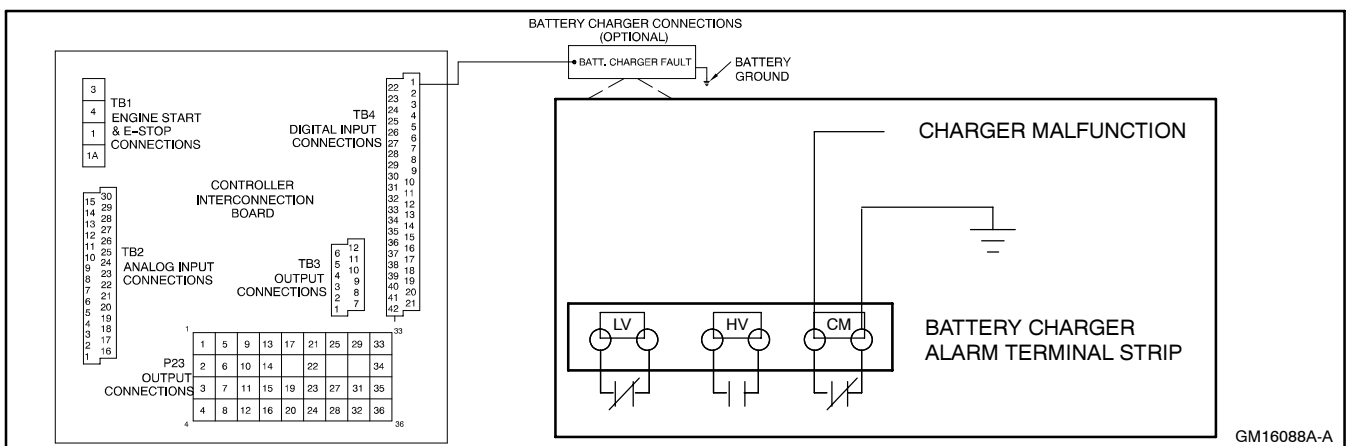 BATTERY CHARGER CONNECTIONS
(OPTIONAL)
BATT. CHARGER FAULT
BATTERY
GROUND
3
4
1
1A
TB1
ENGINE START
& E-STOP
CONNECTIONS
TB4
DIGITAL INPUT
CONNECTIONS
22 1
23 2
24 3
25 4
26 5
27 6
28 7
29 8
30 9
31 10
32 11
33 12
34 13
35 14
36 15
37 16
38 17
39 18
40 19
41 20
42 21
CONTROLLER
INTERCONNECTION
BOARD
15 30
14 29
13 28
12 27
11 26
10 25
9 24
8 23
7 22
6 21
5 20
4 19
3 18
2 17
1 16
TB2
ANALOG INPUT
CONNECTIONS
TB3
OUTPUT
CONNECTIONS
6 12
5 11
4 10
3 9
2 8
1 7
P23
OUTPUT
CONNECTIONS
1 33
1 5 9 13 17 21 25 29 33
2 6 10 14 22 34
3 7 11 15 19 23 27 31 35
4 8 12 16 20 24 28 32 36
4 36
CHARGER MALFUNCTION
LV HV CM
BATTERY CHARGER
ALARM TERMINAL STRIP
GM16088A-A